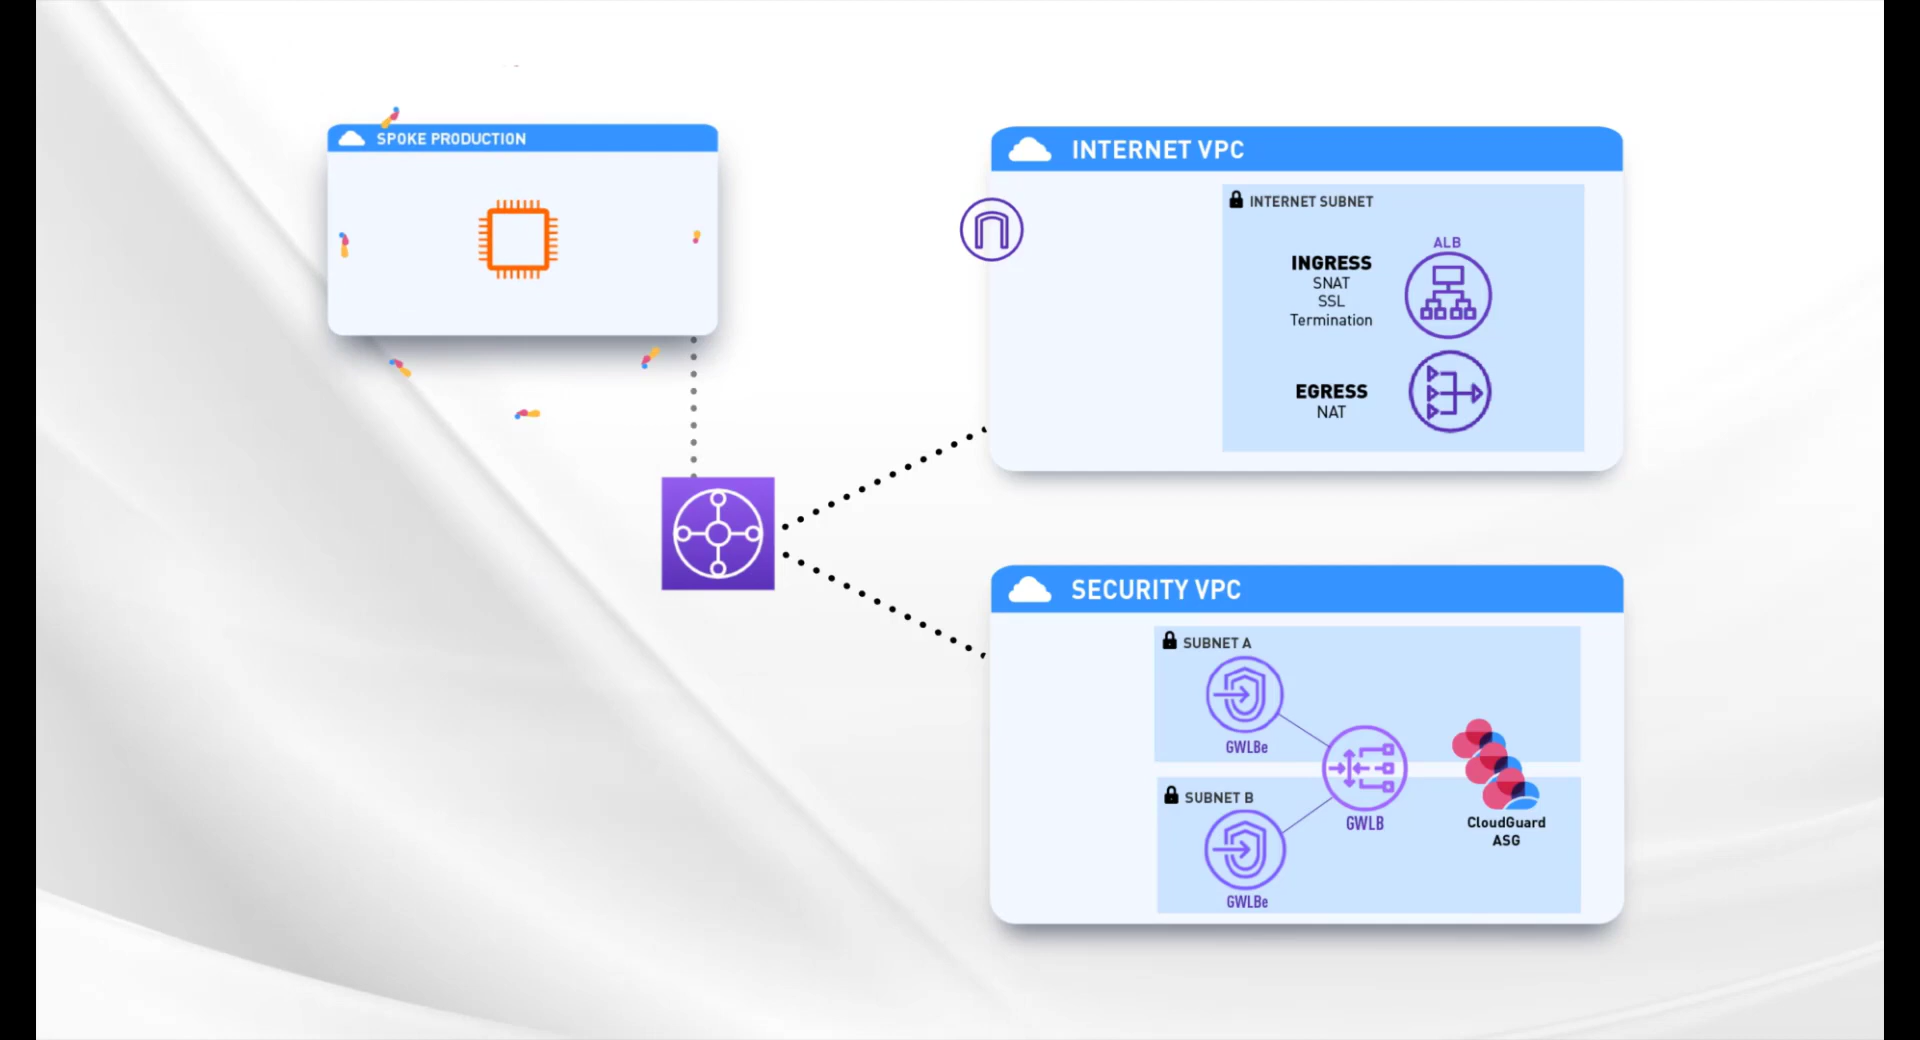 SPOKE PRODUCTION
INTERNET VPC
INTERNET SUBNET
ALB
INGRESS
SNAT
SSL
Termination
EGRESS
NAT
SECURITY VPC
SUBNET A
GWLBe
GWLB
SUBNET B
GWLBe
CloudGuard
ASG